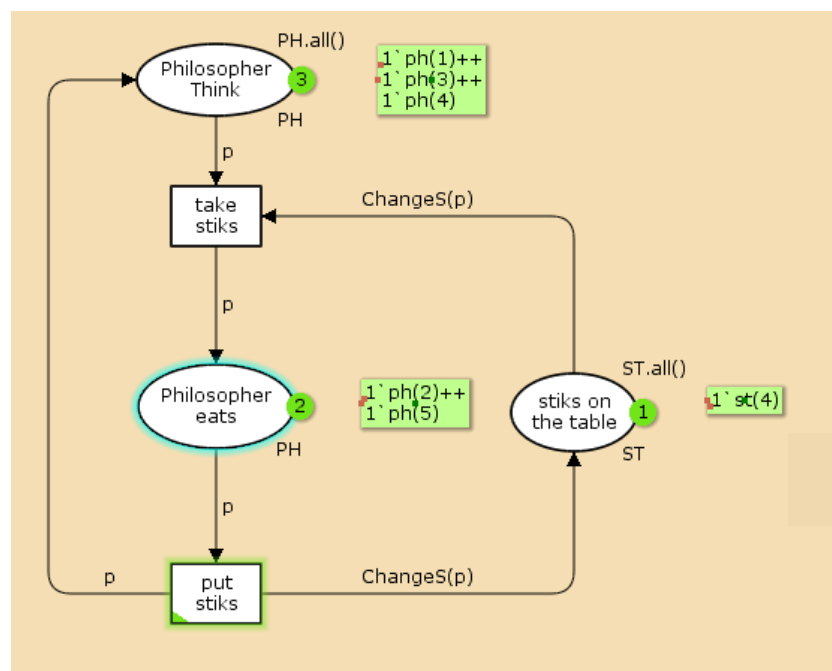 PH.all()
Philosopher
Think
3
1`ph(1)++
1`ph(3)++
1`ph(4)
PH
p
take
stiks
ChangeS(p)
p
ST.all()
Philosopher
eats
2
1`ph(2)++
1`ph(5)
stiks on
the table
1
1`st(4)
PH
ST
p
p
put
stiks
ChangeS(p)